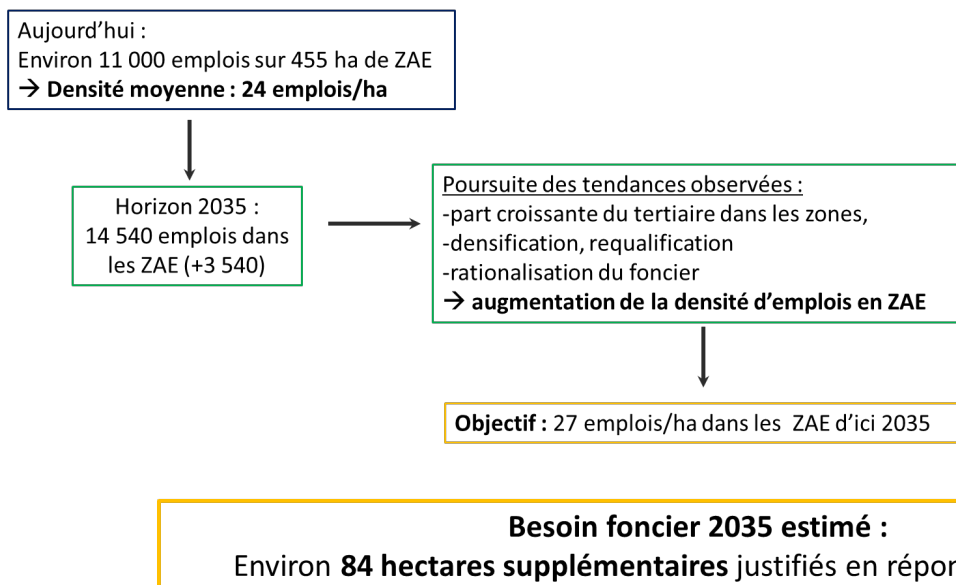 Aujourd’hui :
Environ 11 000 emplois sur 455 ha de ZAE
→ Densité moyenne : 24 emplois/ha
Horizon 2035 :
14 540 emplois dans
les ZAE (+3 540)
Poursuite des tendances observées :
-part croissante du tertiaire dans les zones,
-densification, requalification
-rationalisation du foncier
→ augmentation de la densité d’emplois en ZAE
Objectif : 27 emplois/ha dans les ZAE d’ici 2035
Besoin foncier 2035 estimé :
Environ 84 hectares supplémentaires justifiés en